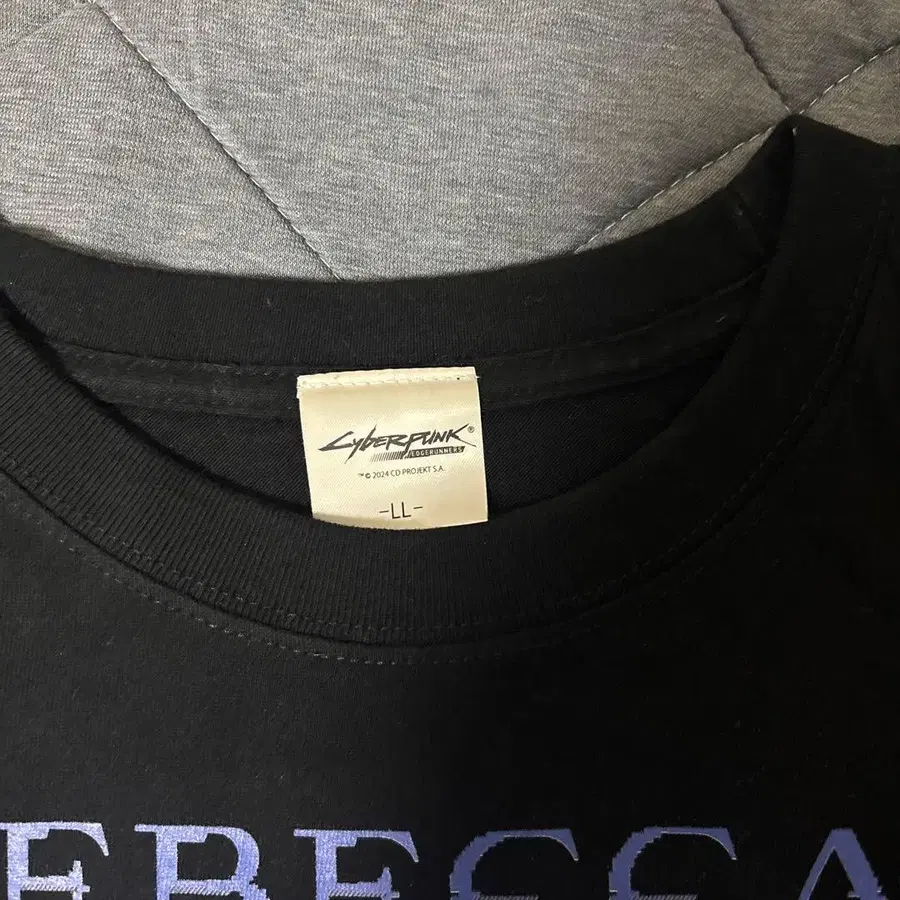 Cyberpunk®
EDGERUNNERS
™© 2024 CD PROJEKT S.A.
-LL-
EBECCA